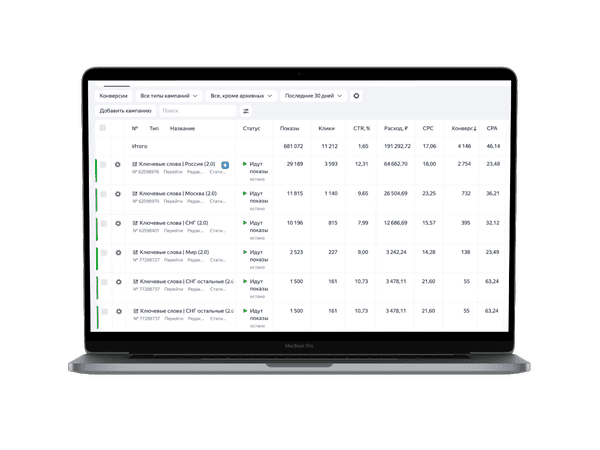 Конверсии Все типы кампаний Все, кроме архивных Последние 30 дней
Добавить кампанию Поиск
№ Тип Название Статус Показы Клики CTR, % Расход, ₽ CPC Конверс↓ CPA
Итого 681 072 11 212 1,65 191 292,72 17,06 4 146 46,14
Ключевые слова | Россия (2.0) Идут показы 29 189 3 593 12,31 64 662,70 18,00 2 754 23,48
№ 62598976 Перейти Редак... Стати... остано
Ключевые слова | Москва (2.0) Идут показы 11 815 1 140 9,65 26 504,69 23,25 732 36,21
№ 62598970 Перейти Редак... Стати... остано
Ключевые слова | СНГ (2.0) Идут показы 10 196 815 7,99 12 686,69 15,57 395 32,12
№ 62598401 Перейти Редак... Стати... остано
Ключевые слова | Мир (2.0) Идут показы 2 523 227 9,00 3 242,24 14,28 138 23,49
№ 77288727 Перейти Редак... Стати... остано
Ключевые слова | СНГ остальные (2.0 Идут показы 1 500 161 10,73 3 478,11 21,60 55 63,24
№ 77288737 Перейти Редак... Стати... остано
Ключевые слова | СНГ остальные (2.0 Идут показы 1 500 161 10,73 3 478,11 21,60 55 63,24
№ 77288737 Перейти Редак... Стати... остано
MacBook Pro